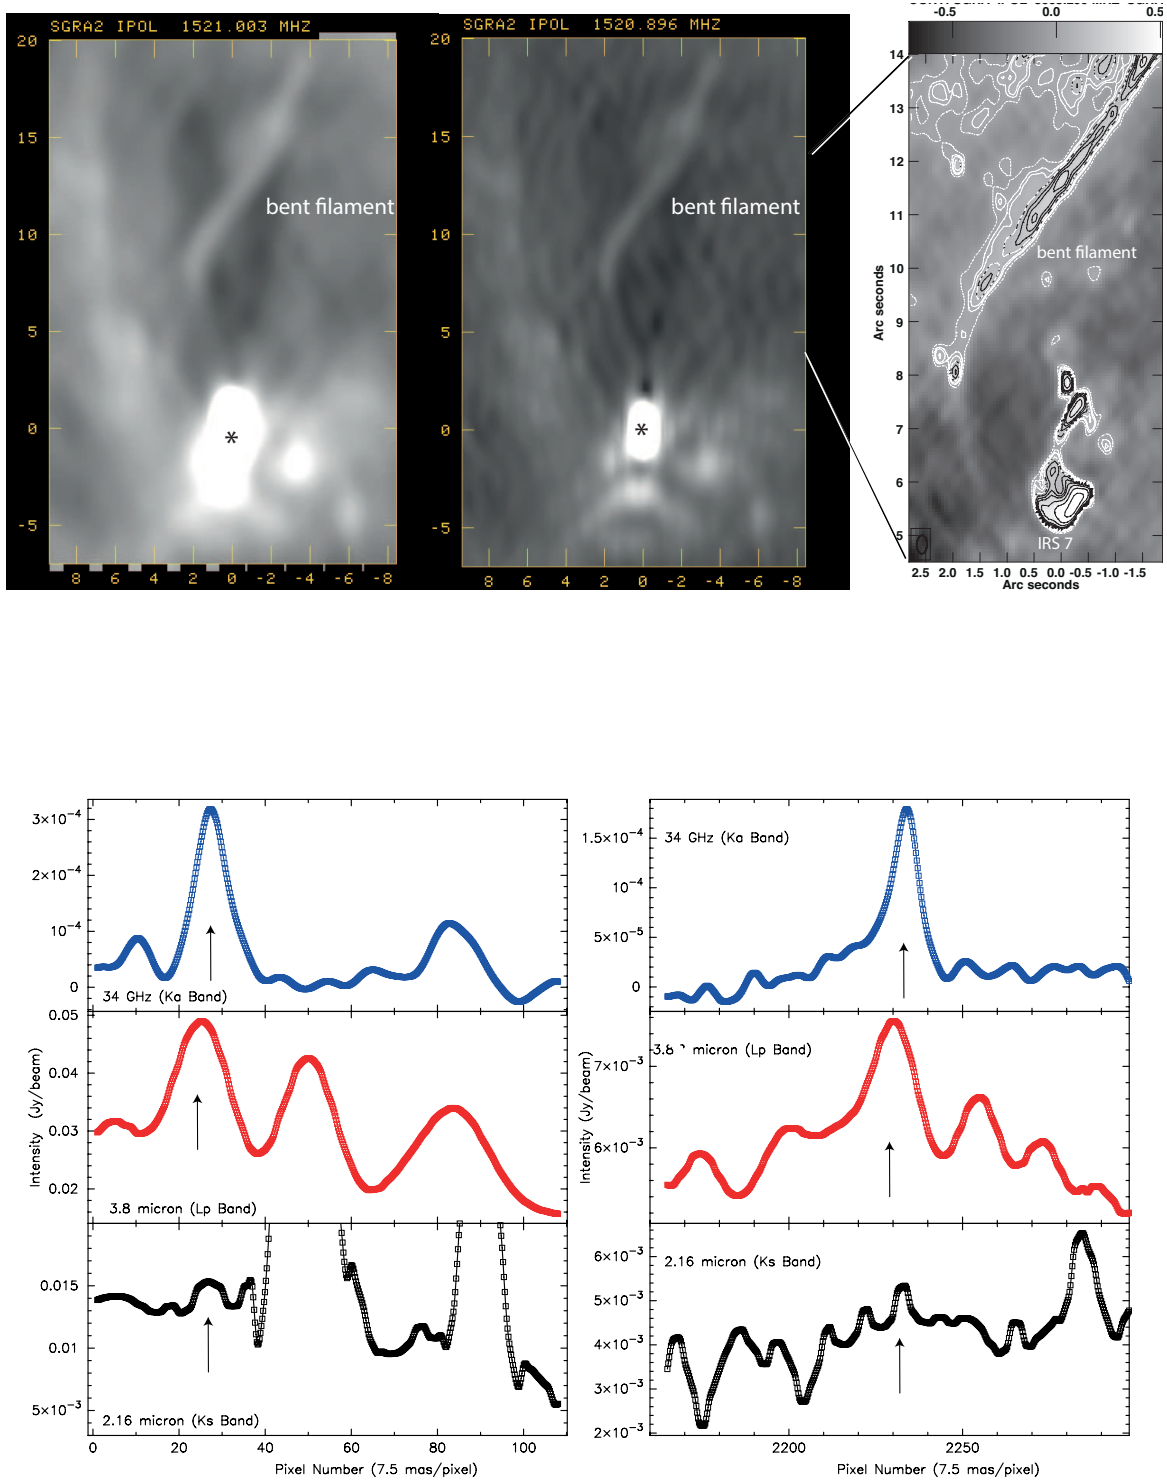 SGRA2 IPOL 1521.003 MHZ
20
15
10
5
0
-5
8 6 4 2 0 -2 -4 -6 -8
bent filament
*
SGRA2 IPOL 1520.896 MHZ
20
15
10
5
0
-5
8 6 4 2 0 -2 -4 -6 -8
bent filament
*
-0.5 0.0 0.5
14
13
12
11
10
9
8
7
6
5
Arc seconds
bent filament
IRS 7
2.5 2.0 1.5 1.0 0.5 0.0 -0.5 -1.0 -1.5
Arc seconds
3×10⁻⁴
2×10⁻⁴
10⁻⁴
0
34 GHz (Ka Band)
0.05
0.04
0.03
0.02
Intensity (Jy/beam)
3.8 micron (Lp Band)
0.015
0.01
5×10⁻³
2.16 micron (Ks Band)
0 20 40 60 80 100
Pixel Number (7.5 mas/pixel)
34 GHz (Ka Band)
1.5×10⁻⁴
10⁻⁴
5×10⁻⁵
0
micron (Lp Band)
7×10⁻³
6×10⁻³
Intensity (Jy/beam)
2.16 micron (Ks Band)
6×10⁻³
5×10⁻³
4×10⁻³
3×10⁻³
2×10⁻³
2200 2250
Pixel Number (7.5 mas/pixel)